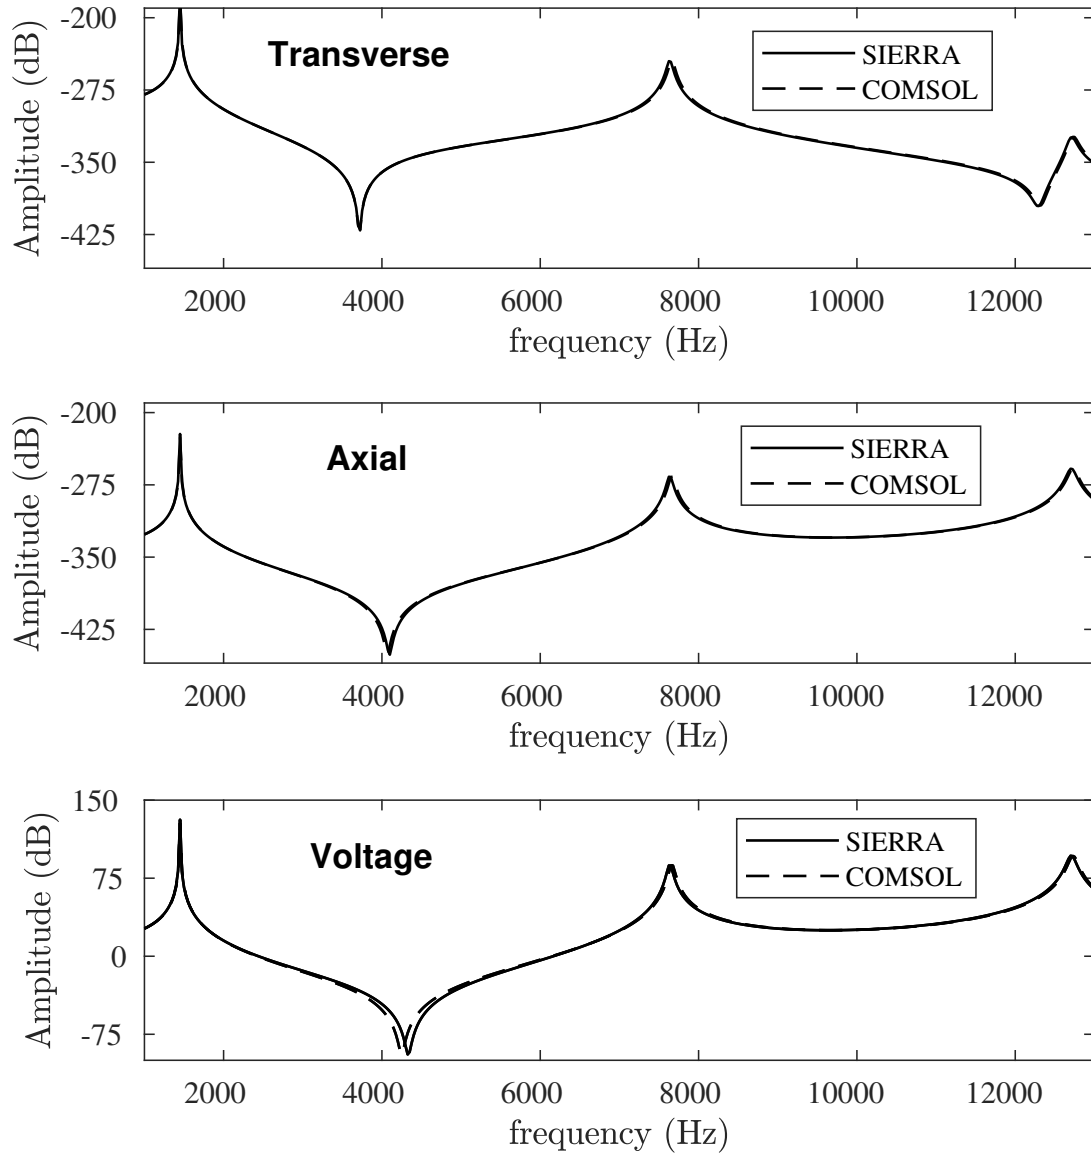 -200
-275
-350
-425
Amplitude (dB)
Transverse
SIERRA
COMSOL
2000 4000 6000 8000 10000 12000
frequency (Hz)
-200
-275
-350
-425
Amplitude (dB)
Axial
SIERRA
COMSOL
2000 4000 6000 8000 10000 12000
frequency (Hz)
150
75
0
-75
Amplitude (dB)
Voltage
SIERRA
COMSOL
2000 4000 6000 8000 10000 12000
frequency (Hz)